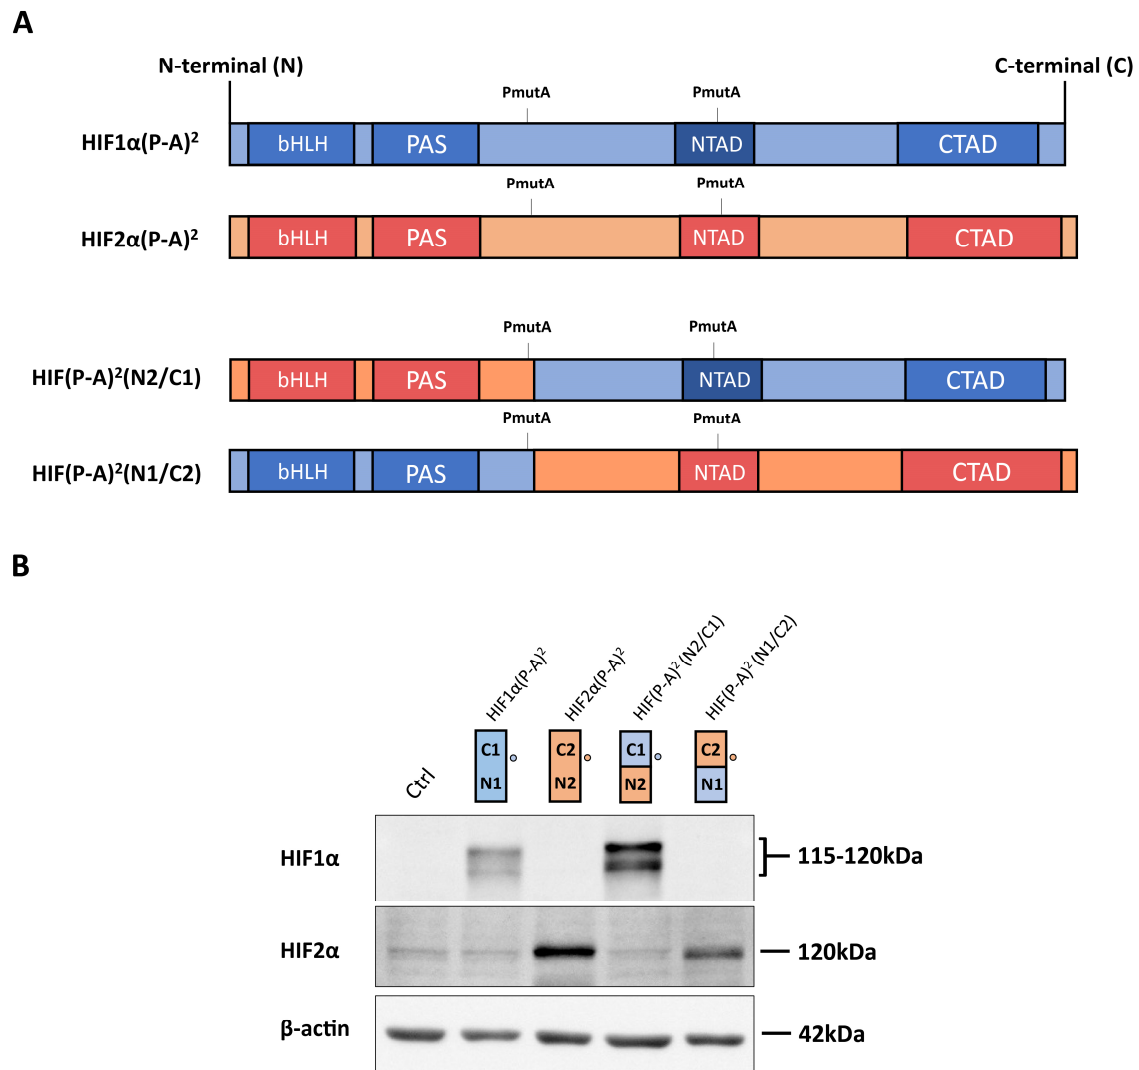 A
N-terminal (N) C-terminal (C)
PmutA PmutA
HIF1α(P-A)² bHLH PAS NTAD CTAD
PmutA PmutA
HIF2α(P-A)² bHLH PAS NTAD CTAD
PmutA PmutA
HIF(P-A)²(N2/C1) bHLH PAS NTAD CTAD
PmutA PmutA
HIF(P-A)²(N1/C2) bHLH PAS NTAD CTAD
B
Ctrl
HIF1α(P-A)²
HIF2α(P-A)²
HIF(P-A)² (N2/C1)
HIF(P-A)² (N1/C2)
C1 C2 C1 C2
N1 N2 N2 N1
HIF1α 115-120kDa
HIF2α 120kDa
β-actin 42kDa